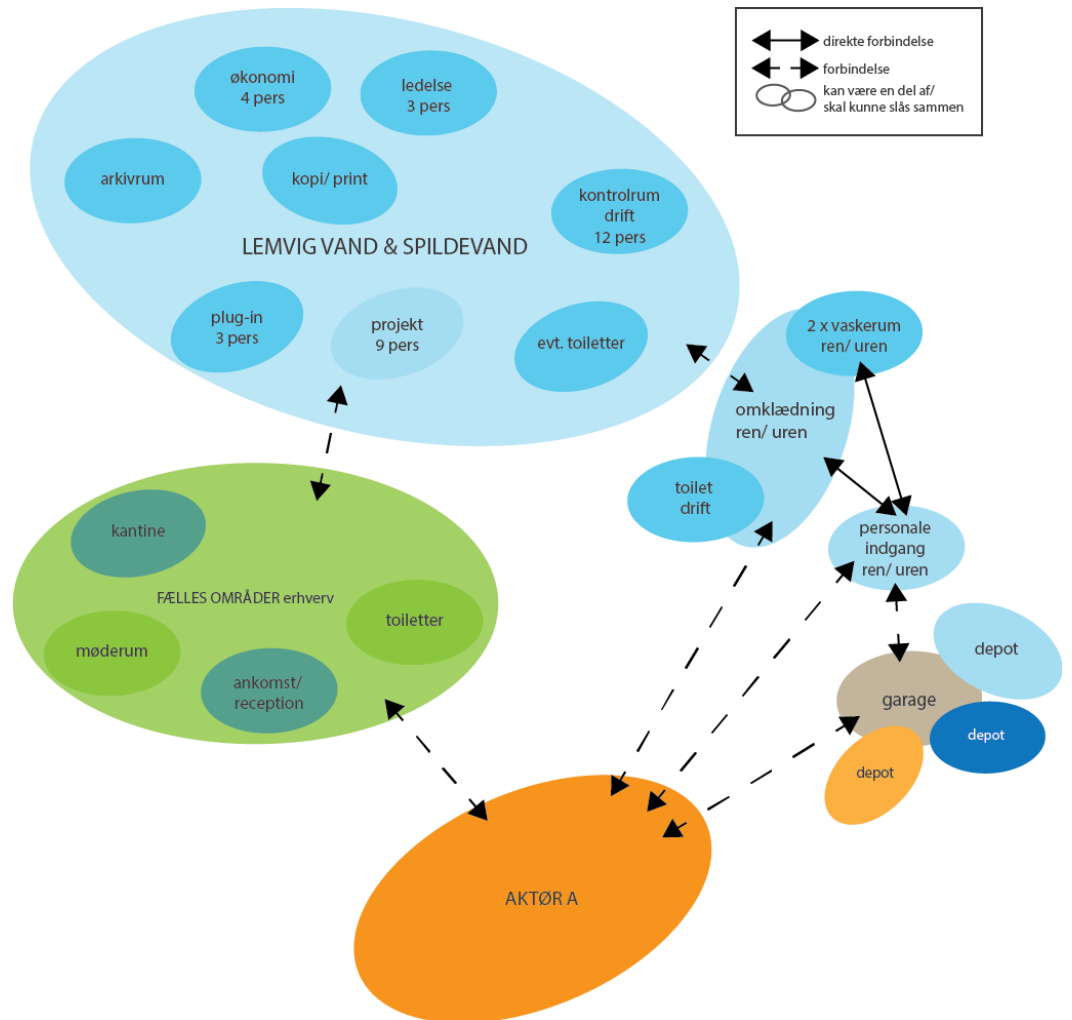 direkte forbindelse
forbindelse
kan være en del af/
skal kunne slås sammen
økonomi
4 pers
ledelse
3 pers
arkivrum
kopi/ print
kontrolrum
drift
12 pers
LEMVIG VAND & SPILDEVAND
plug-in
3 pers
projekt
9 pers
evt. toiletter
2 x vaskerum
ren/ uren
omklædning
ren/ uren
toilet
drift
personale
indgang
ren/ uren
kantine
FÆLLES OMRÅDER erhverv
toiletter
møderum
ankomst/
reception
depot
garage
depot
depot
AKTØR A